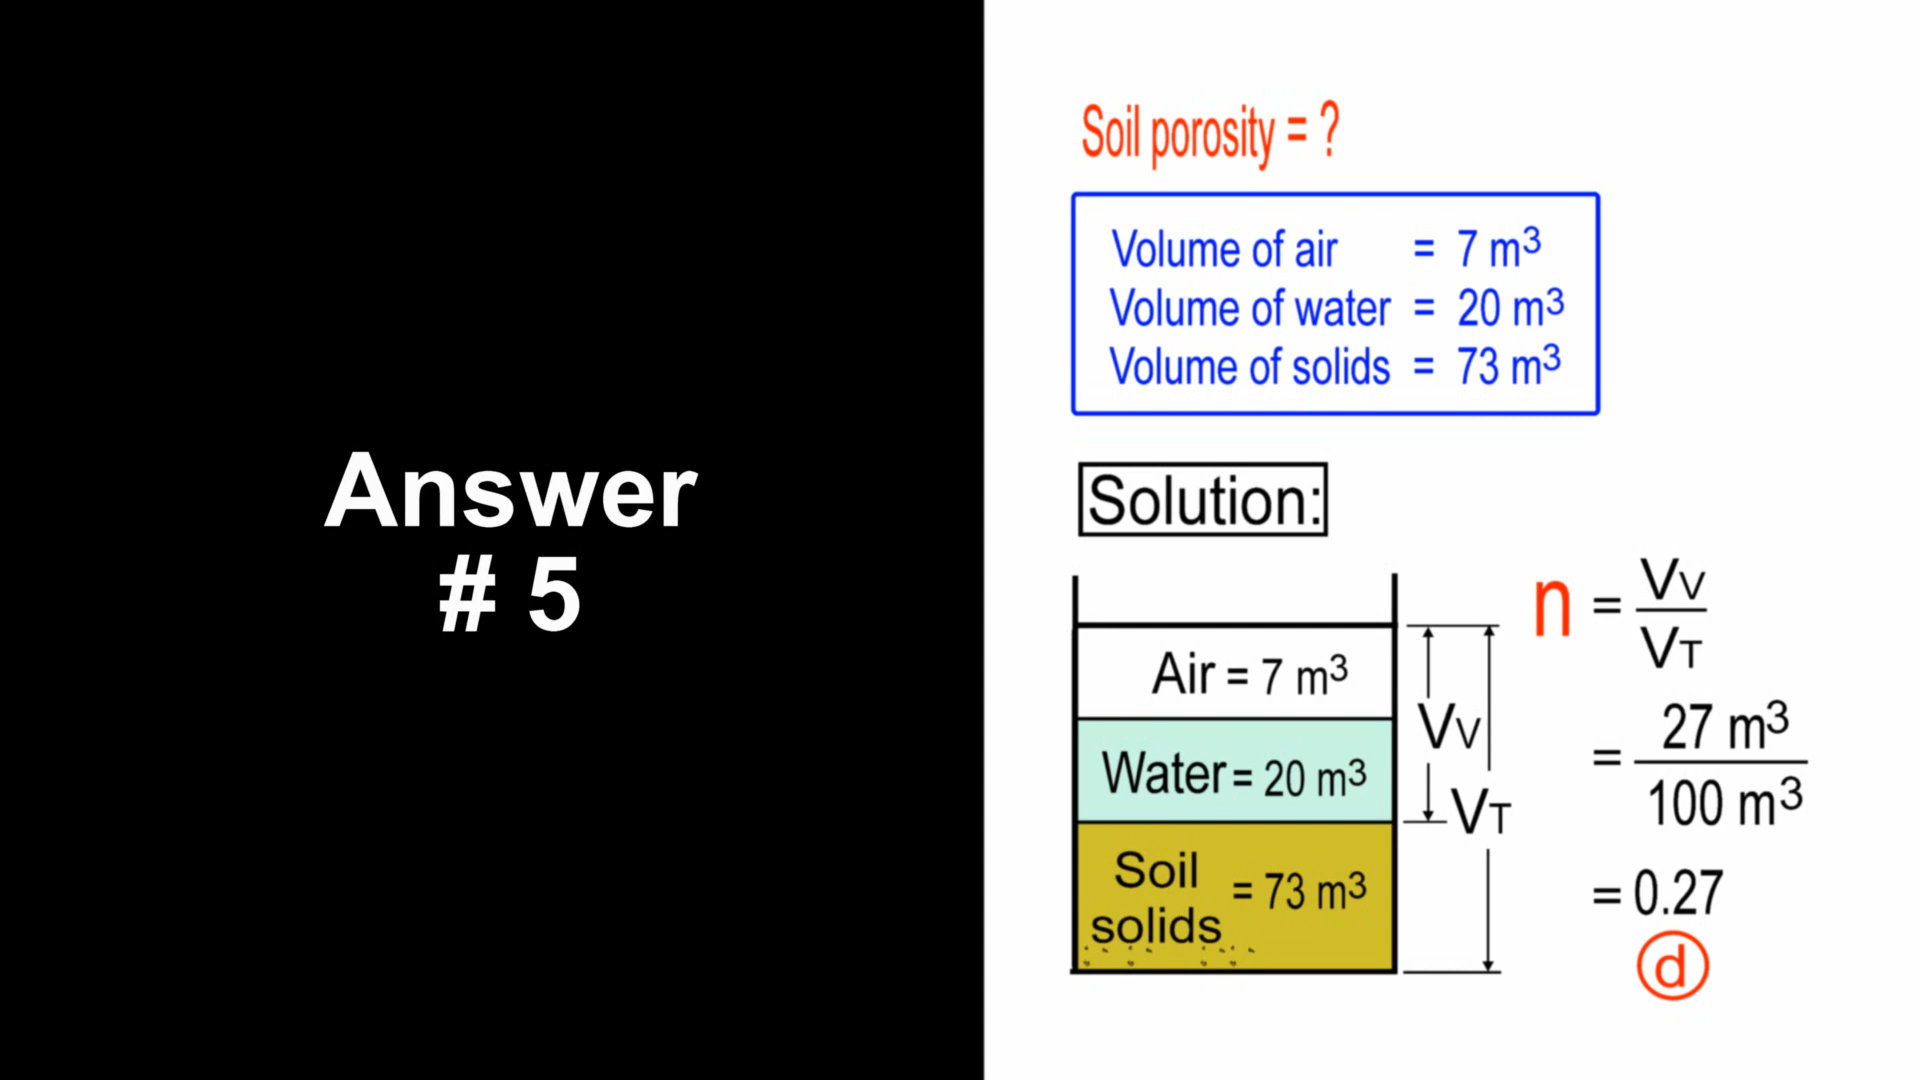 Answer
# 5
Soil porosity = ?
Volume of air = 7 m³
Volume of water = 20 m³
Volume of solids = 73 m³
Solution:
Air = 7 m³
Water = 20 m³
Soil
solids = 73 m³
Vv
VT
n = Vv
VT
= 27 m³
100 m³
= 0.27
d